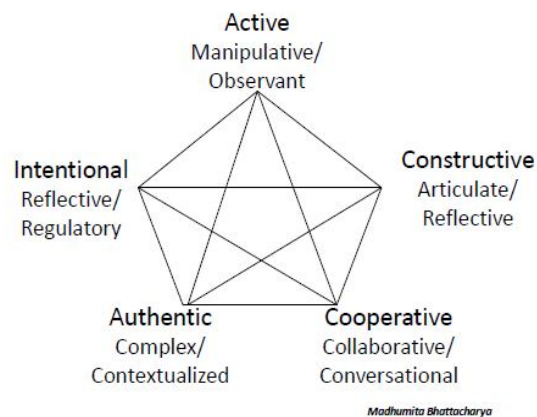 Active
Manipulative/
Observant
Intentional
Reflective/
Regulatory
Constructive
Articulate/
Reflective
Authentic
Complex/
Contextualized
Cooperative
Collaborative/
Conversational
Madhumita Bhattacharya